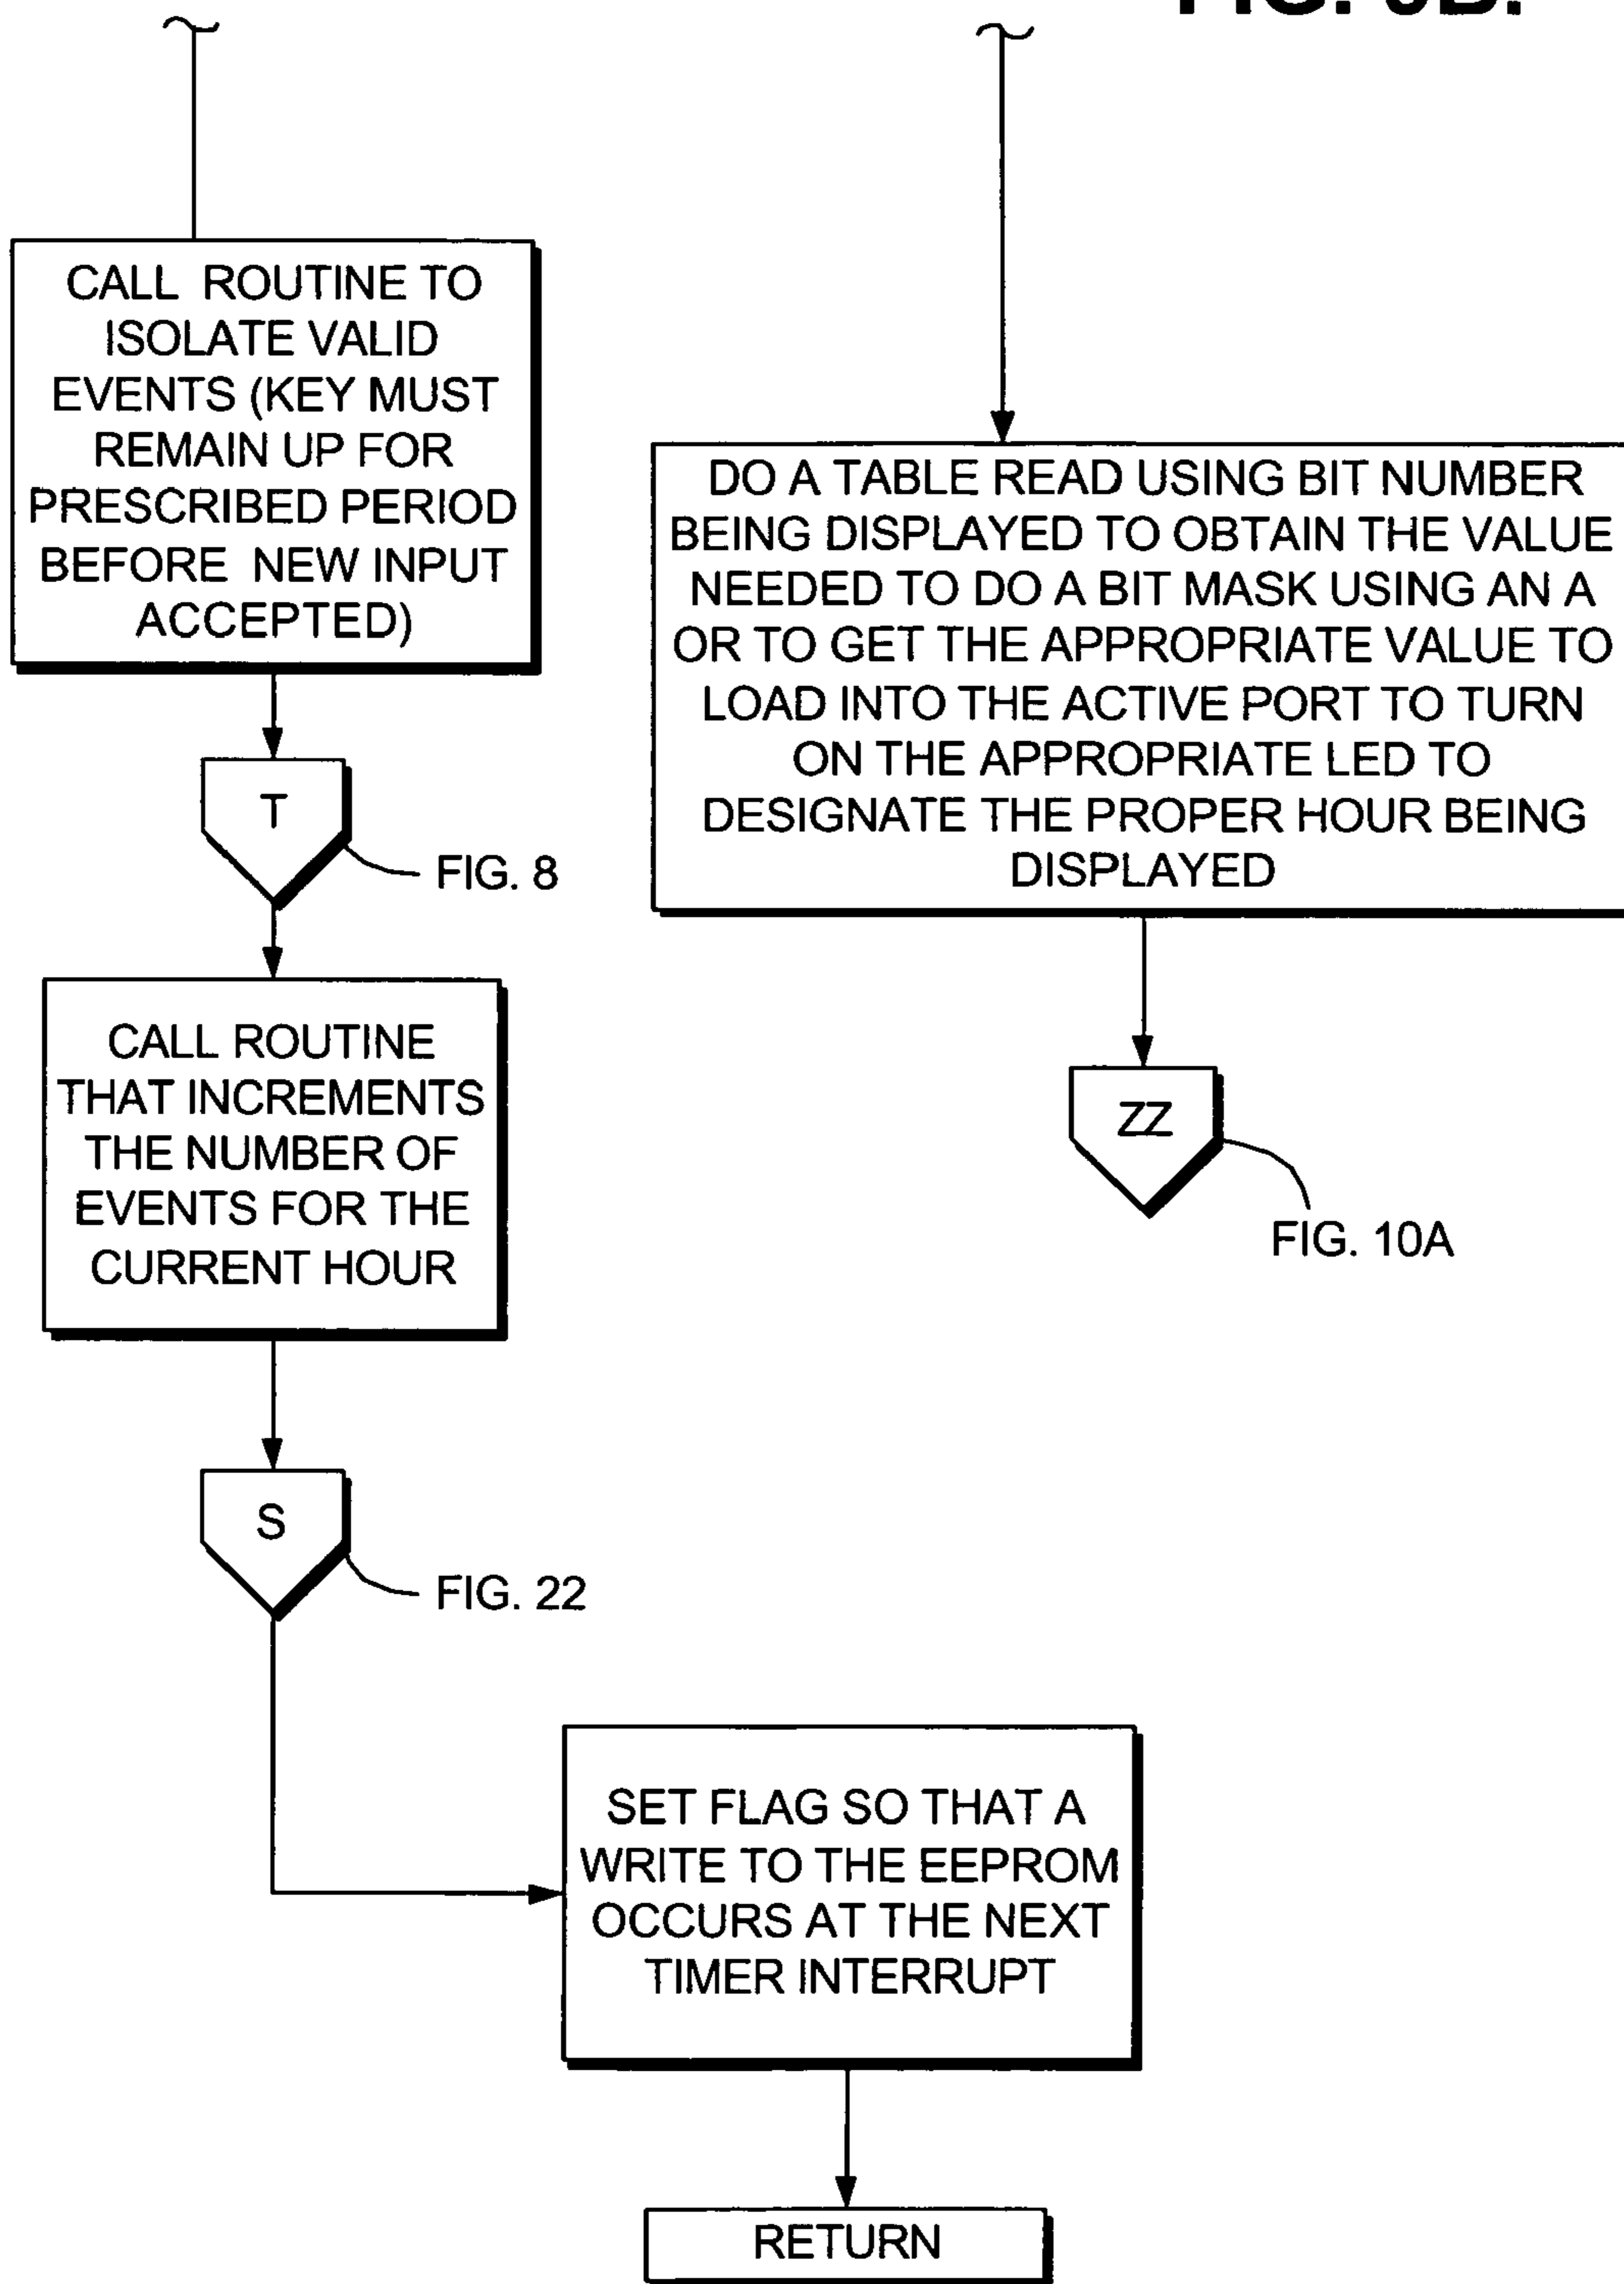 FIG.
CALL ROUTINE TO
ISOLATE VALID
EVENTS (KEY MUST
REMAIN UP FOR
PRESCRIBED PERIOD
BEFORE NEW INPUT
ACCEPTED)
T
FIG. 8
CALL ROUTINE
THAT INCREMENTS
THE NUMBER OF
EVENTS FOR THE
CURRENT HOUR
S
FIG. 22
DO A TABLE READ USING BIT NUMBER
BEING DISPLAYED TO OBTAIN THE VALUE
NEEDED TO DO A BIT MASK USING AN A
OR TO GET THE APPROPRIATE VALUE TO
LOAD INTO THE ACTIVE PORT TO TURN
ON THE APPROPRIATE LED TO
DESIGNATE THE PROPER HOUR BEING
DISPLAYED
ZZ
FIG. 10A
SET FLAG SO THAT A
WRITE TO THE EEPROM
OCCURS AT THE NEXT
TIMER INTERRUPT
RETURN